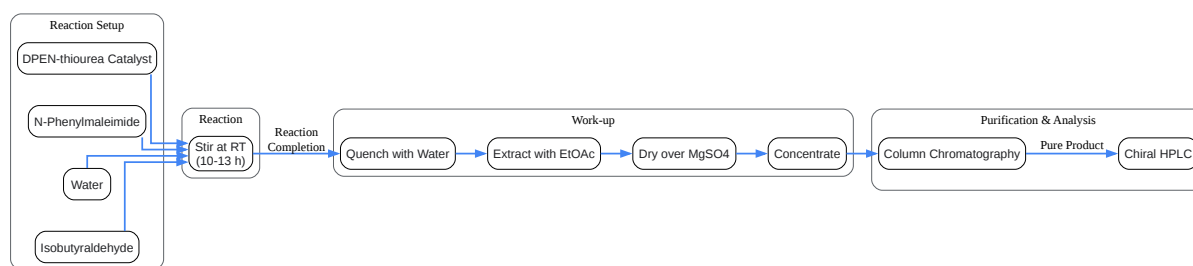 Reaction Setup
DPEN-thiourea Catalyst
N-Phenylmaleimide
Water
Isobutyraldehyde
Reaction
Stir at RT
(10-13 h)
Reaction
Completion
Work-up
Quench with Water
Extract with EtOAc
Dry over MgSO4
Concentrate
Purification & Analysis
Column Chromatography
Pure Product
Chiral HPLC